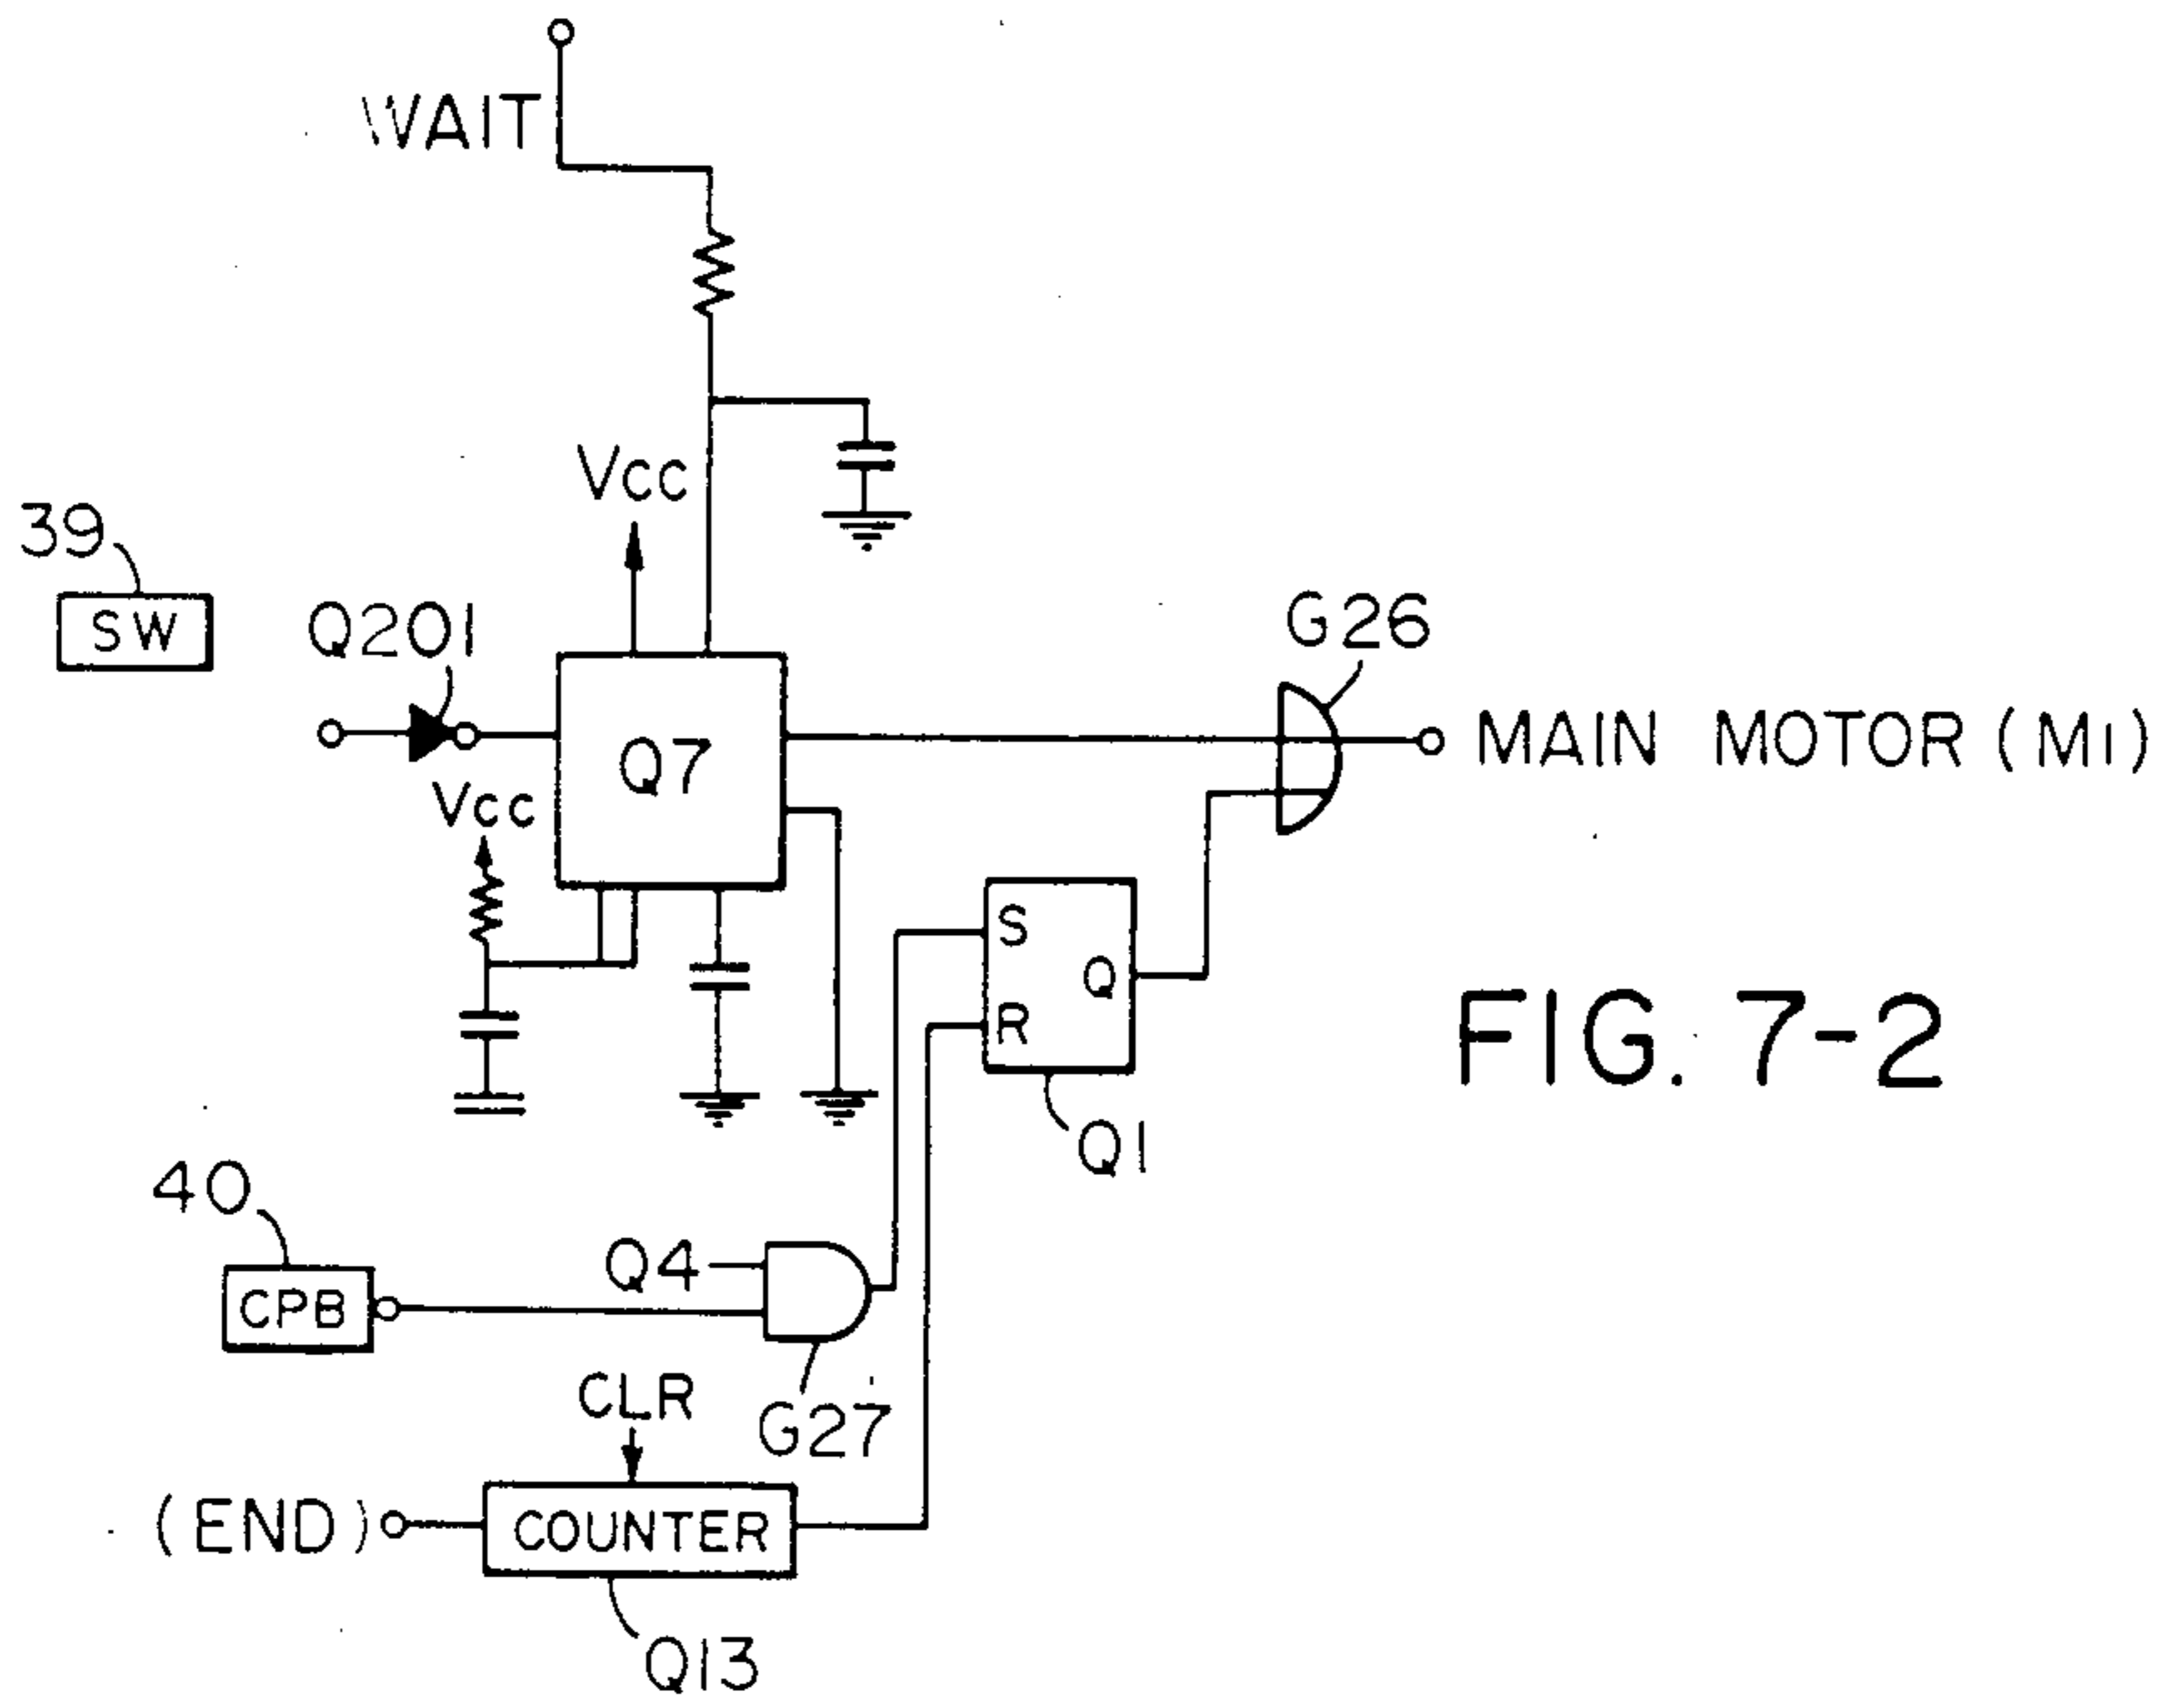 WAIT
Vcc
39
SW
Q201
G26
Q7
MAIN MOTOR (M1)
Vcc
S
Q
R
FIG. 7-2
Q1
40
Q4
CPB
CLR
G27
(END)
COUNTER
Q13